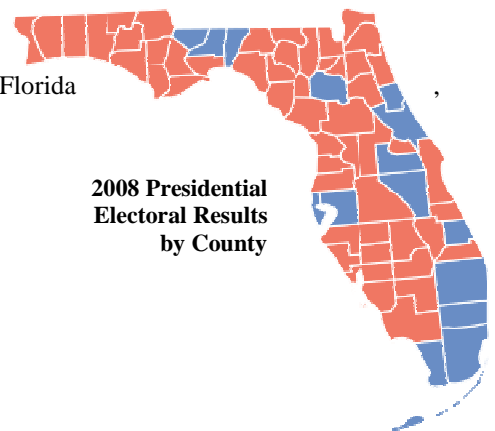 Florida ,
2008 Presidential
Electoral Results
by County